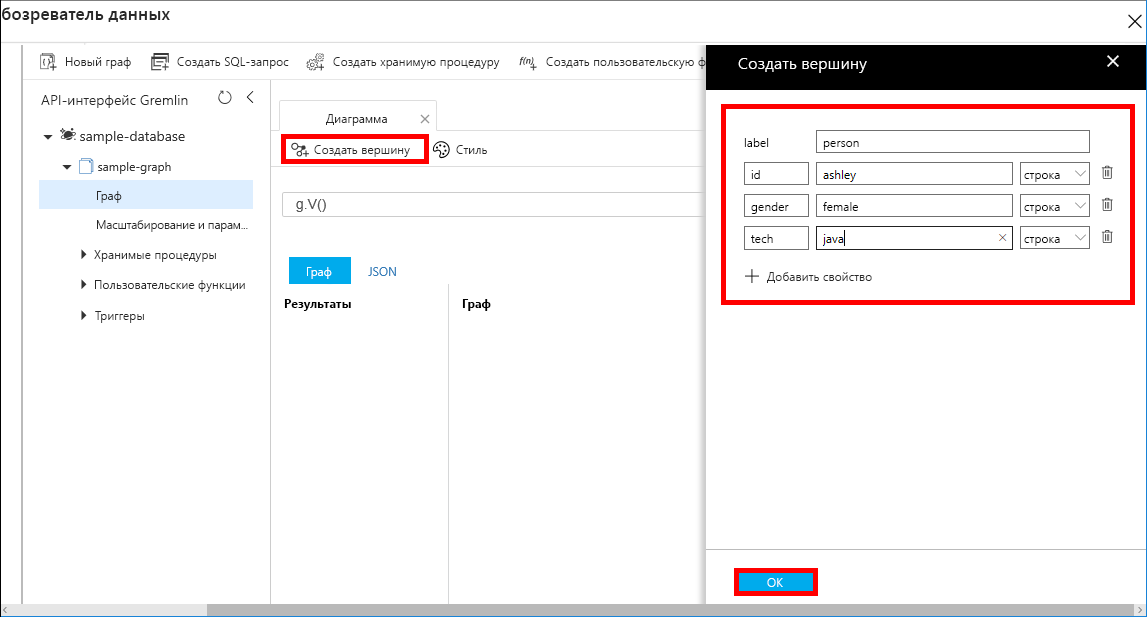 бозреватель данных
Новый граф
Создать SQL-запрос
Создать хранимую процедуру
Создать пользовательскую ф
API-интерфейс Gremlin
sample-database
sample-graph
Граф
Масштабирование и парам...
Хранимые процедуры
Пользовательские функции
Триггеры
Диаграмма
Создать вершину
Стиль
g.V()
Граф
JSON
Результаты
Граф
Создать вершину
label person
id ashley строка
gender female строка
tech java строка
Добавить свойство
OK